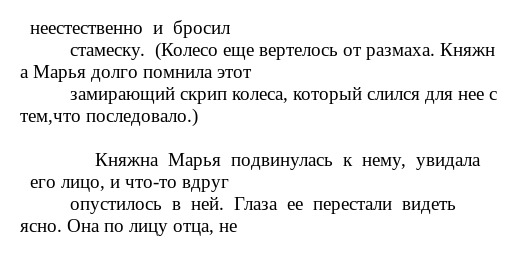 неестественно и бросил
стамеску. (Колесо еще вертелось от размаха. Княжн
а Марья долго помнила этот
замирающий скрип колеса, который слился для нее с
тем,что последовало.)
Княжна Марья подвинулась к нему, увидала
его лицо, и что-то вдруг
опустилось в ней. Глаза ее перестали видеть
ясно. Она по лицу отца, не